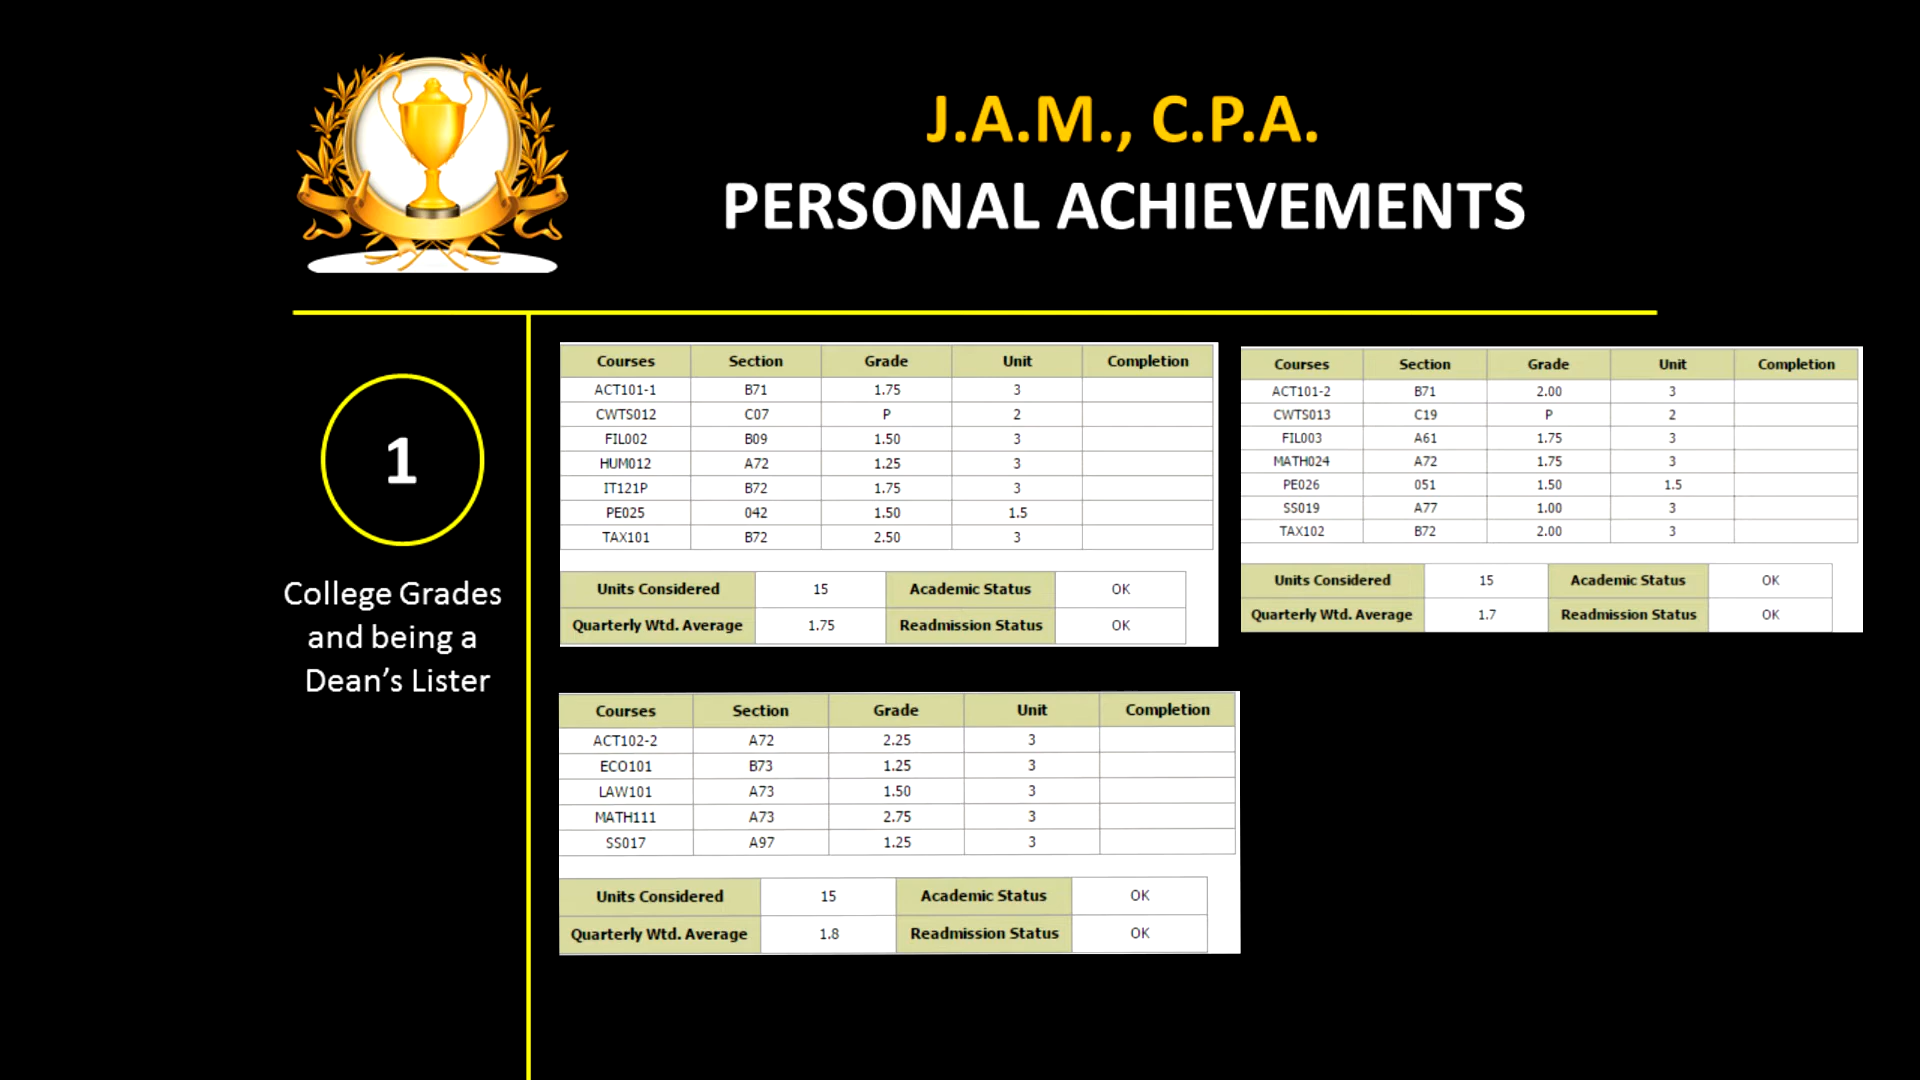 J.A.M., C.P.A.
PERSONAL ACHIEVEMENTS
1
College Grades
and being a
Dean's Lister
Courses Section Grade Unit Completion
ACT101-1 B71 1.75 3
CWTS012 C07 P 2
FIL002 B09 1.50 3
HUM012 A72 1.25 3
IT121P B72 1.75 3
PE025 042 1.50 1.5
TAX101 B72 2.50 3
Units Considered 15 Academic Status OK
Quarterly Wtd. Average 1.75 Readmission Status OK
Courses Section Grade Unit Completion
ACT101-2 B71 2.00 3
CWTS013 C19 P 2
FIL003 A61 1.75 3
MATH024 A72 1.75 3
PE026 051 1.50 1.5
SS019 A77 1.00 3
TAX102 B72 2.00 3
Units Considered 15 Academic Status OK
Quarterly Wtd. Average 1.7 Readmission Status OK
Courses Section Grade Unit Completion
ACT102-2 A72 2.25 3
ECO101 B73 1.25 3
LAW101 A73 1.50 3
MATH111 A73 2.75 3
SS017 A97 1.25 3
Units Considered 15 Academic Status OK
Quarterly Wtd. Average 1.8 Readmission Status OK